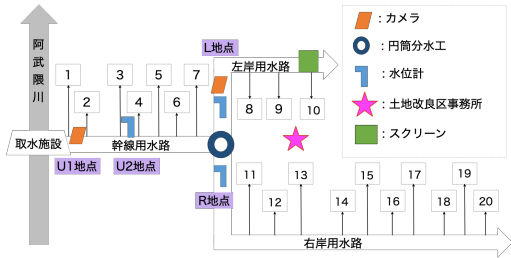 阿武隈川
取水施設
U1地点
幹線用水路
U2地点
1
2
3
4
5
6
7
L地点
左岸用水路
8
9
10
R地点
11
12
13
14
15
16
17
18
19
20
右岸用水路
：カメラ
：円筒分水工
：水位計
：土地改良区事務所
：スクリーン